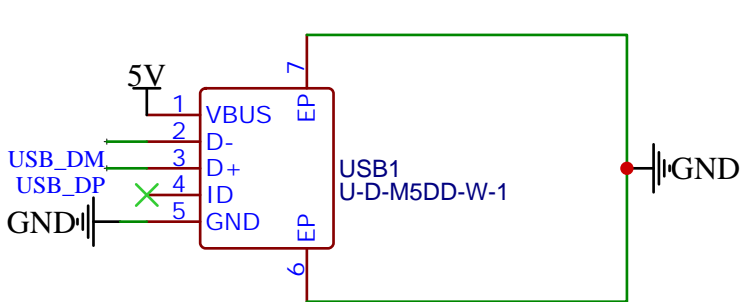 7
5V
EP
1
VBUS
2
D-
USB_DM
3
D+
USB1
USB_DP
4
ID
U-D-M5DD-W-1
GND
GND
5
GND
EP
6